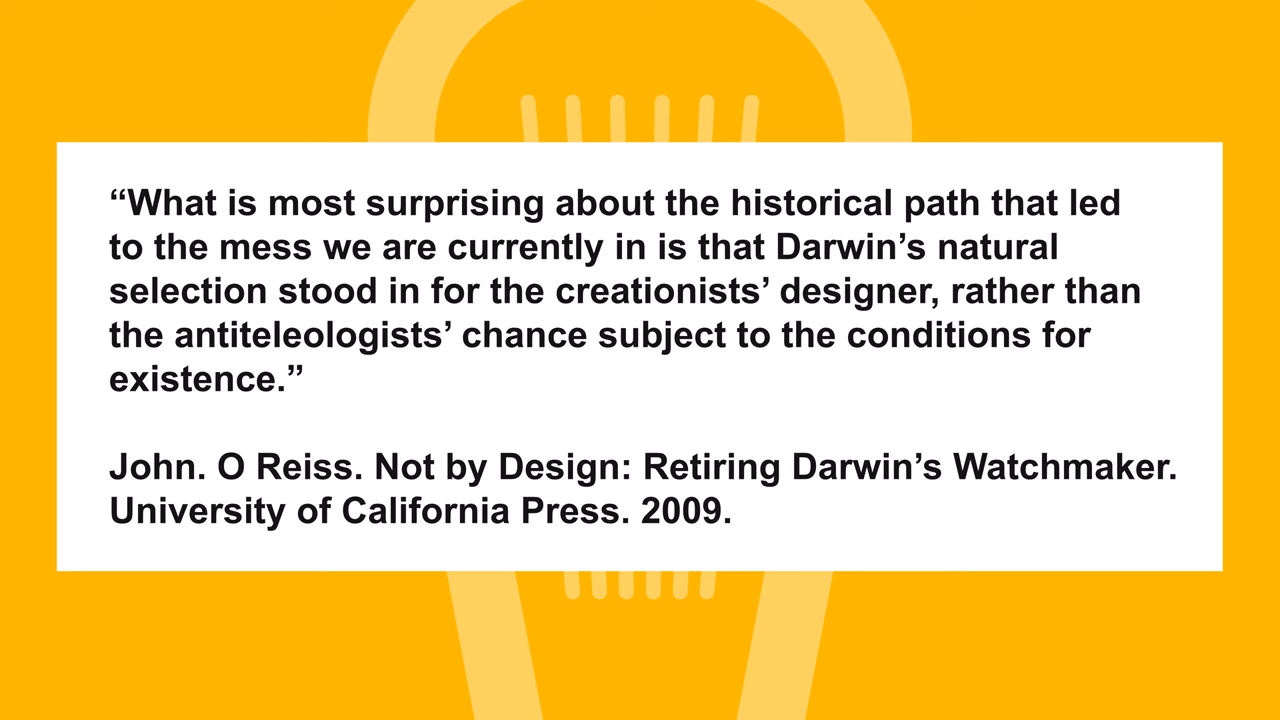 “What is most surprising about the historical path that led
to the mess we are currently in is that Darwin’s natural
selection stood in for the creationists’ designer, rather than
the antiteleologists’ chance subject to the conditions for
existence.”
John. O Reiss. Not by Design: Retiring Darwin’s Watchmaker.
University of California Press. 2009.